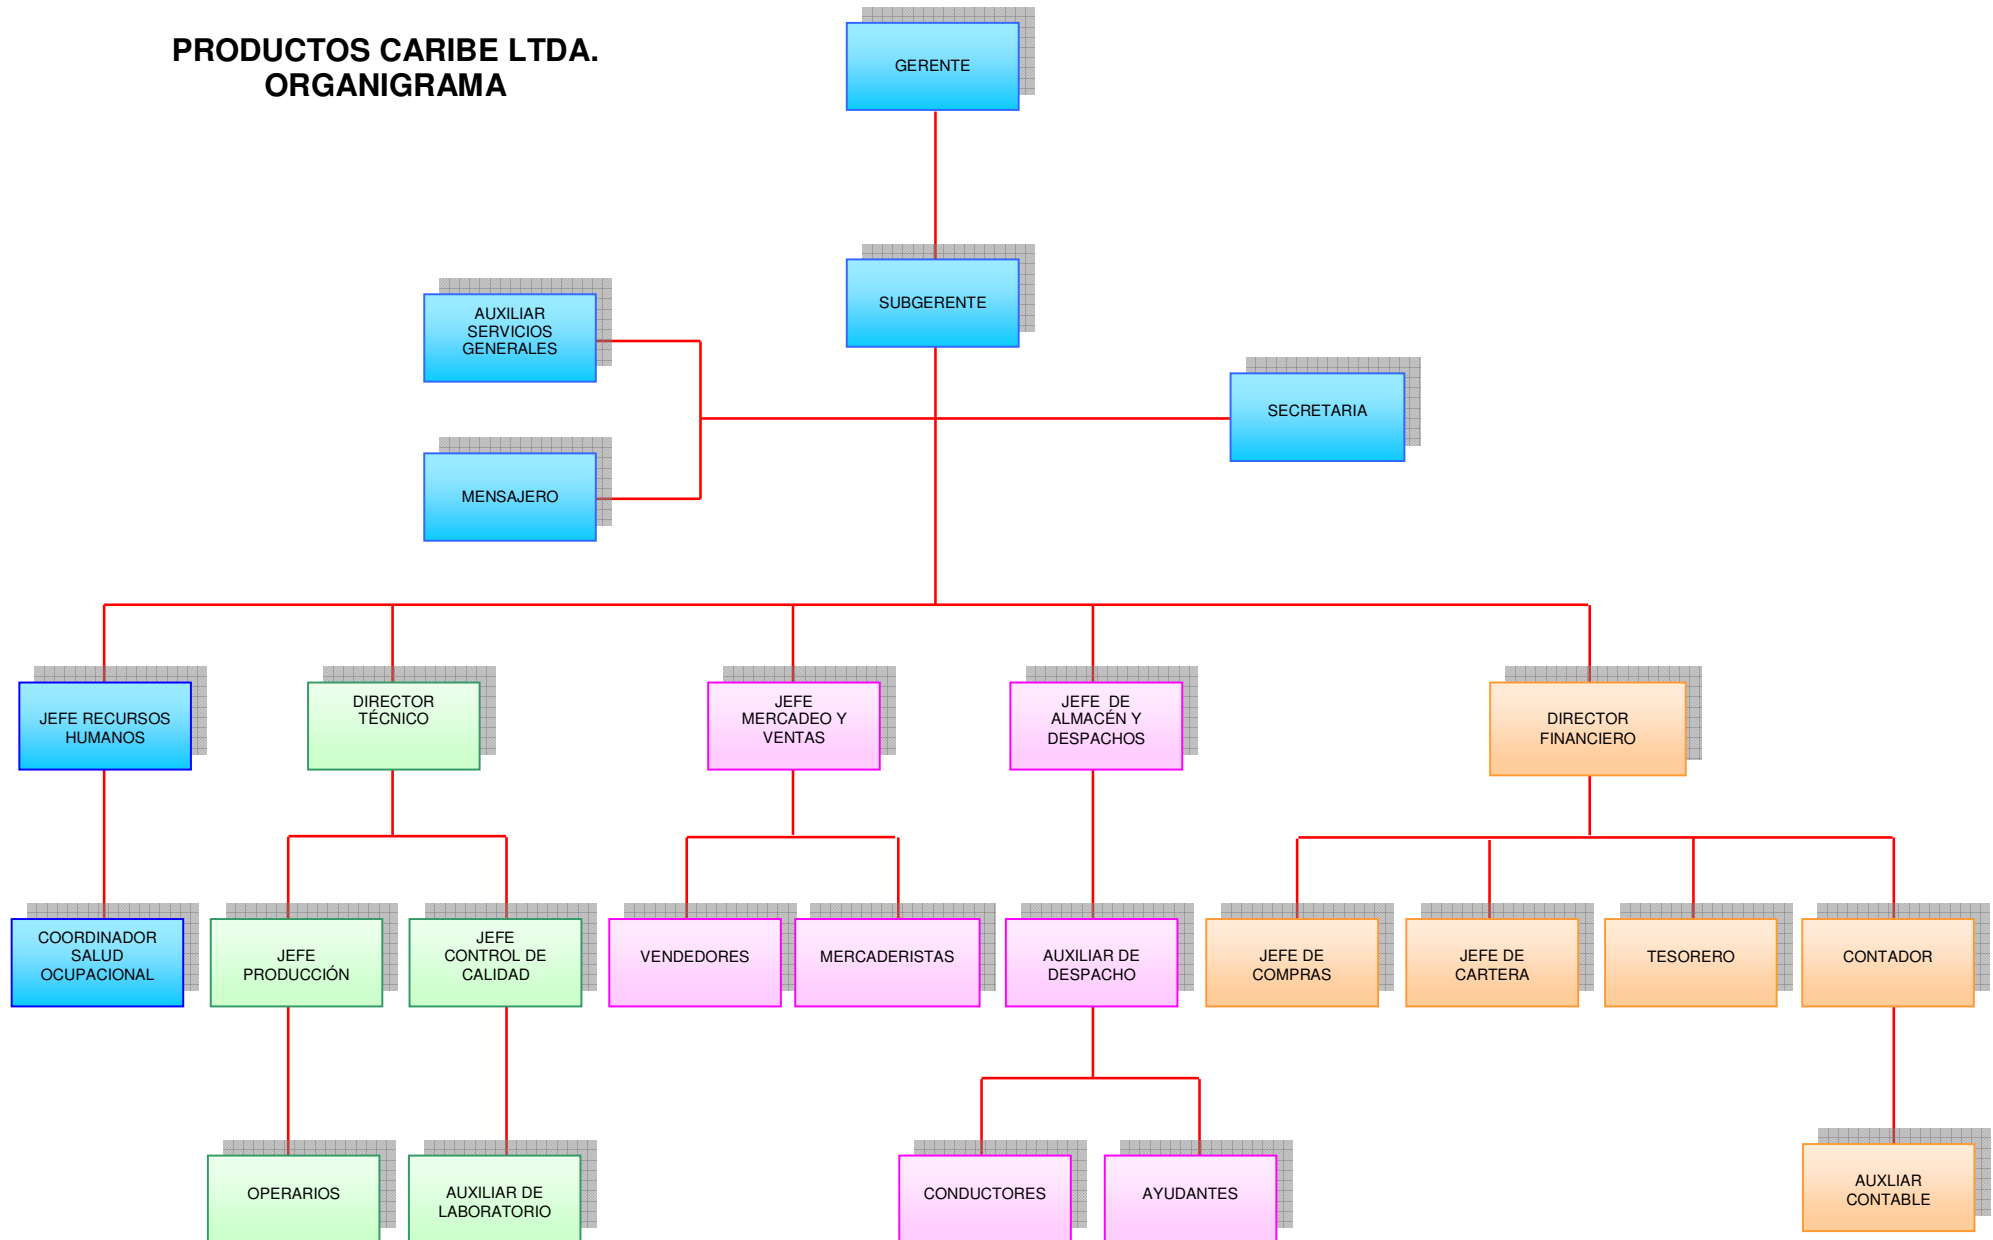 PRODUCTOS CARIBE LTDA.
ORGANIGRAMA
GERENTE
SUBGERENTE
AUXILIAR
SERVICIOS
GENERALES
SECRETARIA
MENSAJERO
JEFE RECURSOS
HUMANOS
DIRECTOR
TÉCNICO
JEFE
MERCADEO Y
VENTAS
JEFE DE
ALMACÉN Y
DESPACHOS
DIRECTOR
FINANCIERO
COORDINADOR
SALUD
OCUPACIONAL
JEFE
PRODUCCIÓN
JEFE
CONTROL DE
CALIDAD
VENDEDORES
MERCADERISTAS
AUXILIAR DE
DESPACHO
JEFE DE
COMPRAS
JEFE DE
CARTERA
TESORERO
CONTADOR
OPERARIOS
AUXILIAR DE
LABORATORIO
CONDUCTORES
AYUDANTES
AUXLIAR
CONTABLE